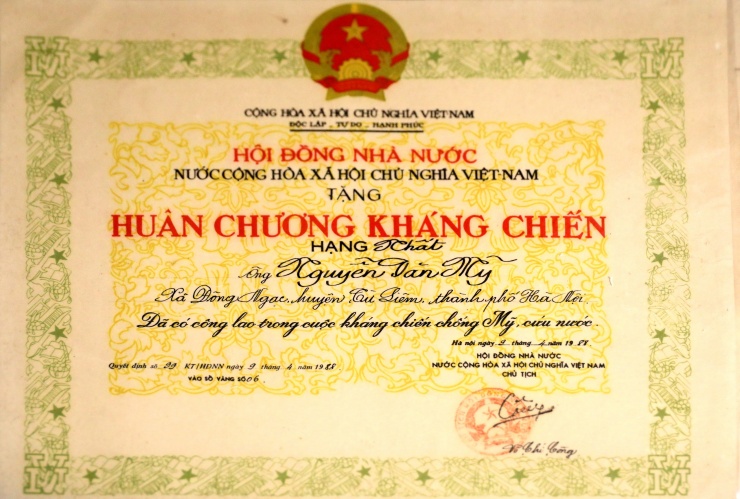 CỘNG HÒA XÃ HỘI CHỦ NGHĨA VIỆT-NAM
ĐỘC LẬP - TỰ DO - HẠNH PHÚC
HỘI ĐỒNG NHÀ NƯỚC
NƯỚC CỘNG HÒA XÃ HỘI CHỦ NGHĨA VIỆT-NAM
TẶNG
HUÂN CHƯƠNG KHÁNG CHIẾN
HẠNG Nhất
Ông Nguyễn Dần Mỹ
Xã Đông Ngạc, huyện Từ Liêm, thành phố Hà Nội.
Đã có công lao trong cuộc kháng chiến chống Mỹ, cứu nước.
Hà nội ngày 9 tháng 4 năm 1988
Quyết định số 29 KT/HĐNN ngày 9 tháng 4 năm 1988
VÀO SỔ VÀNG SỐ 06
HỘI ĐỒNG NHÀ NƯỚC
NƯỚC CỘNG HÒA XÃ HỘI CHỦ NGHĨA VIỆT NAM
CHỦ TỊCH
Võ Chí Công